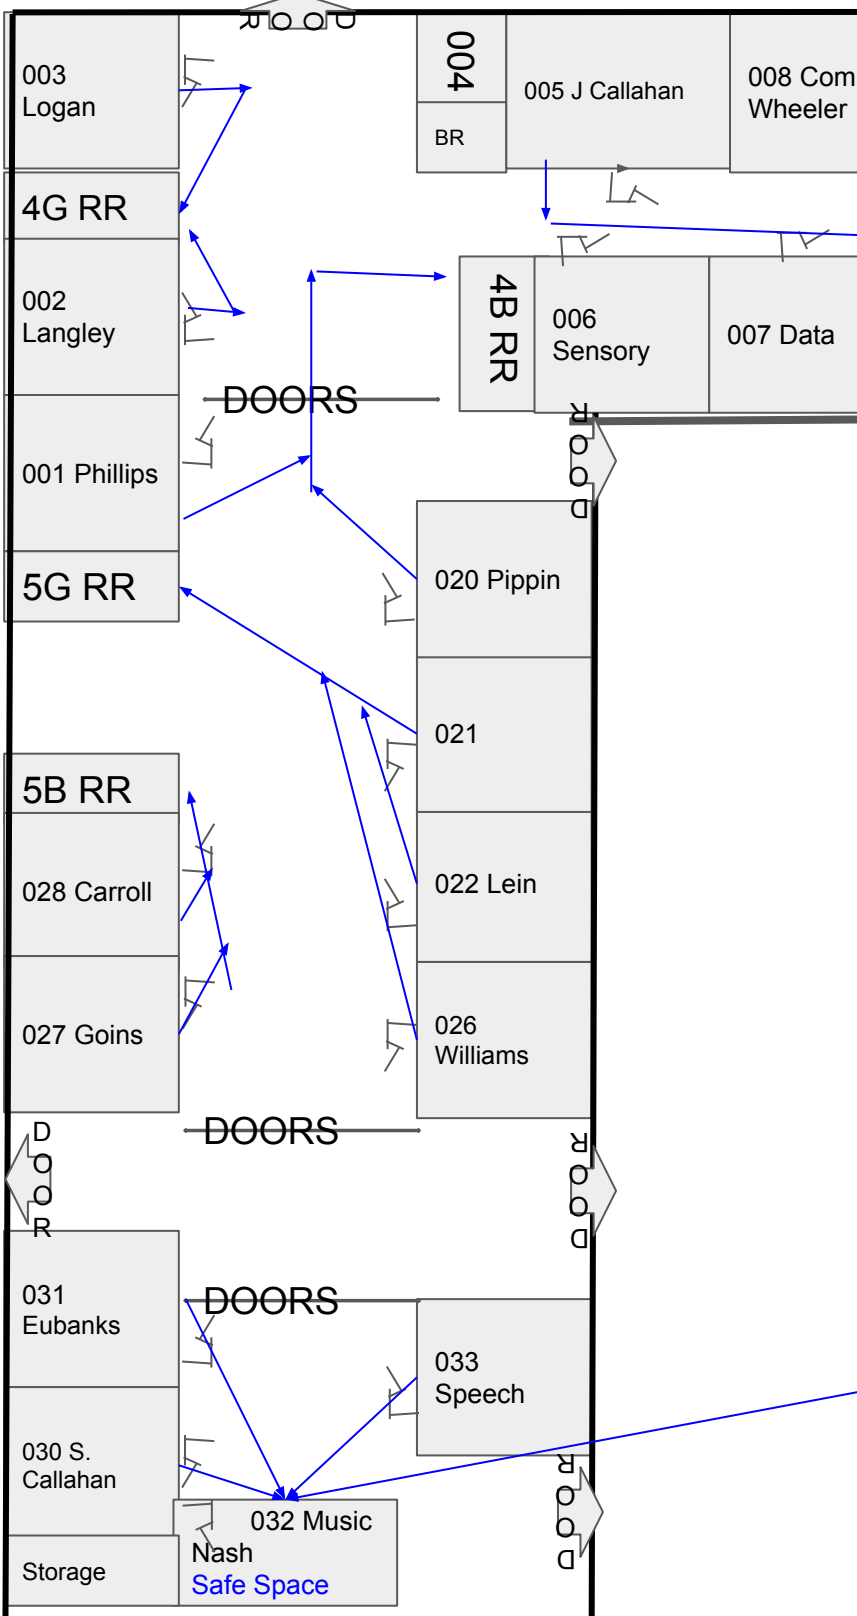 DOOR
003
Logan
004
BR
005 J Callahan
008 Com
Wheeler
4G RR
002
Langley
4B RR
006
Sensory
007 Data
DOORS
DOOR
001 Phillips
5G RR
020 Pippin
021
5B RR
028 Carroll
022 Lein
027 Goins
026
Williams
DOORS
DOOR
DOOR
031
Eubanks
DOORS
033
Speech
030 S.
Callahan
DOOR
032 Music
Nash
Safe Space
Storage